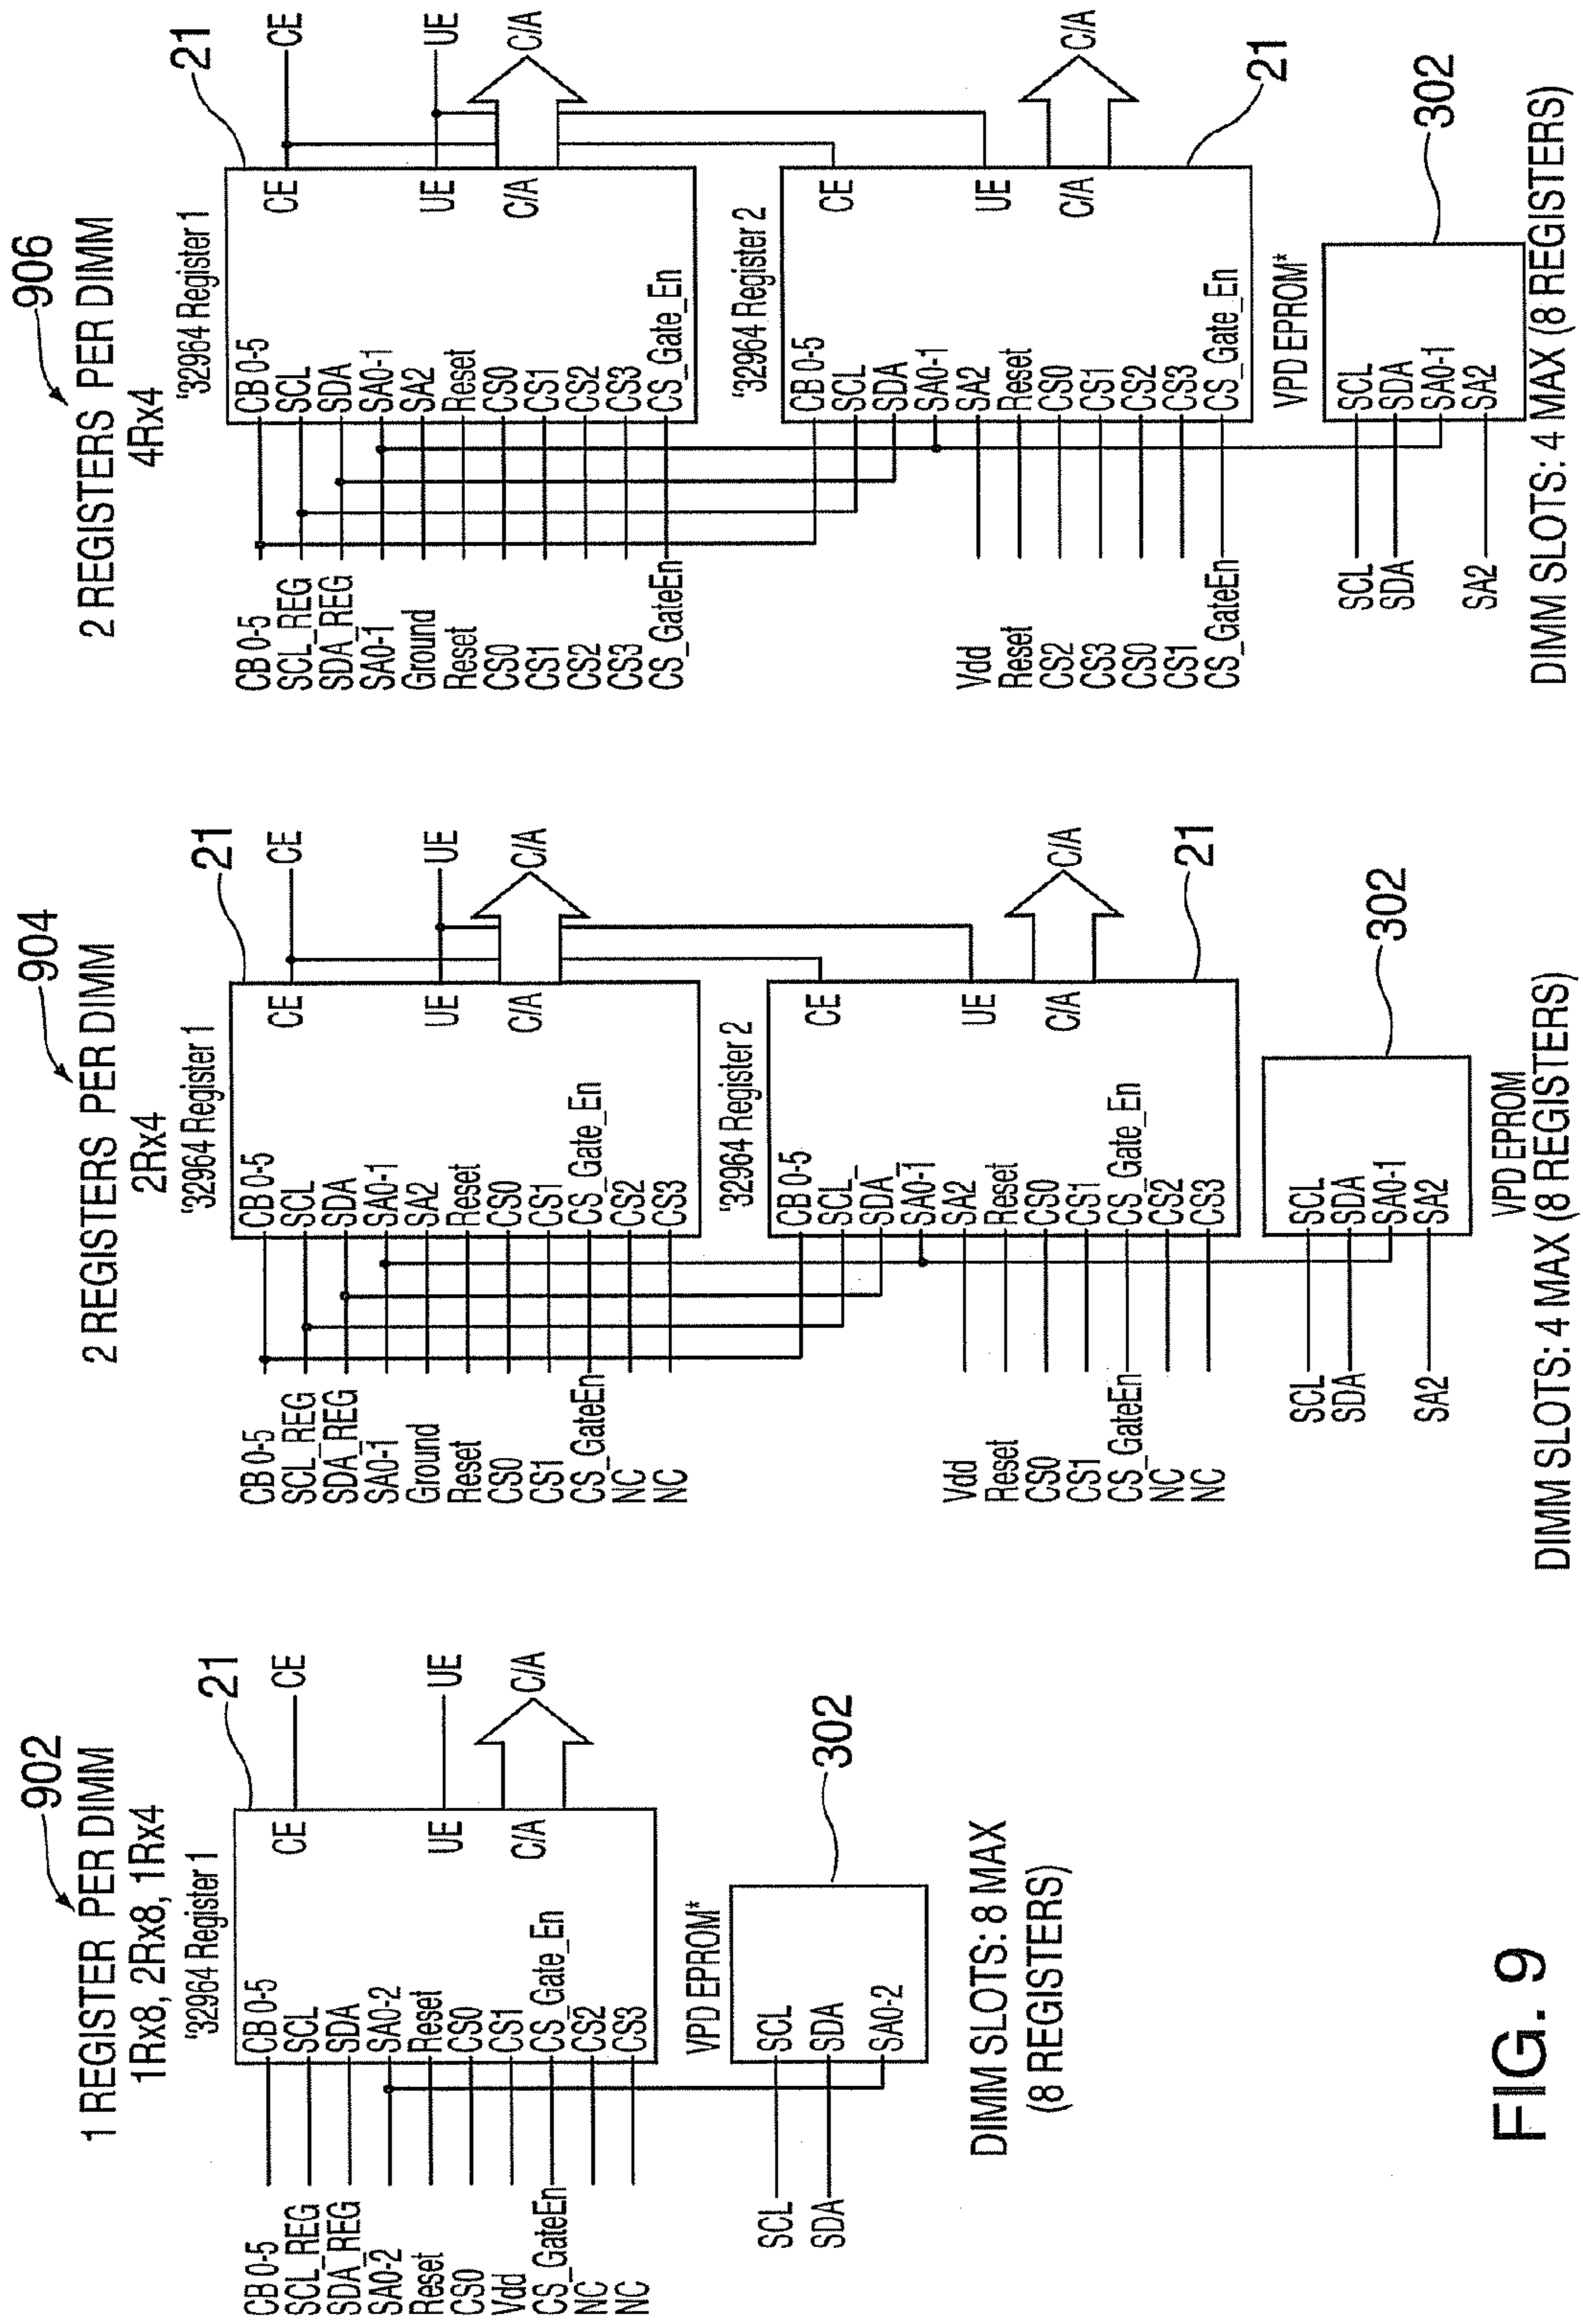 902
1 REGISTER PER DIMM
1Rx8, 2Rx8, 1Rx4
'32964 Register 1
21
CB 0-5
CB 0-5
CE
CE
SCL_REG
SCL
SDA_REG
SDA
SA0-2
SA0-2
Reset
Reset
UE
UE
CS0
CS0
Vdd
CS1
C/A
C/A
CS_GateEn
CS_Gate_En
NC
CS2
NC
CS3
VPD EPROM*
302
SCL
SCL
SDA
SDA
SA0-2
DIMM SLOTS: 8 MAX
(8 REGISTERS)
904
2 REGISTERS PER DIMM
2Rx4
'32964 Register 1
21
CB 0-5
CB 0-5
CE
CE
SCL_REG
SCL
SDA_REG
SDA
SA0-1
SA0-1
Ground
SA2
UE
UE
Reset
Reset
CS0
CS0
C/A
C/A
CS1
CS1
CS_GateEn
CS_Gate_En
NC
CS2
NC
CS3
'32964 Register 2
CB 0-5
CE
SCL_
SDA_
SA0-1
Vdd
SA2
UE
Reset
Reset
CS0
CS0
C/A
C/A
CS1
CS1
CS_GateEn
CS_Gate_En
NC
CS2
NC
CS3
21
302
SCL
SCL
SDA
SDA
SA0-1
SA2
SA2
VPD EPROM
DIMM SLOTS: 4 MAX (8 REGISTERS)
906
2 REGISTERS PER DIMM
4Rx4
'32964 Register 1
21
CB 0-5
CB 0-5
CE
CE
SCL_REG
SCL
SDA_REG
SDA
SA0-1
SA0-1
Ground
SA2
UE
UE
Reset
Reset
CS0
CS0
C/A
C/A
CS1
CS1
CS2
CS2
CS3
CS3
CS_GateEn
CS_Gate_En
'32964 Register 2
CB 0-5
CE
SCL
SDA
SA0-1
Vdd
SA2
UE
Reset
Reset
CS2
CS0
C/A
C/A
CS3
CS1
CS0
CS2
CS1
CS3
CS_GateEn
CS_Gate_En
21
VPD EPROM*
302
SCL
SCL
SDA
SDA
SA0-1
SA2
SA2
DIMM SLOTS: 4 MAX (8 REGISTERS)
FIG. 9